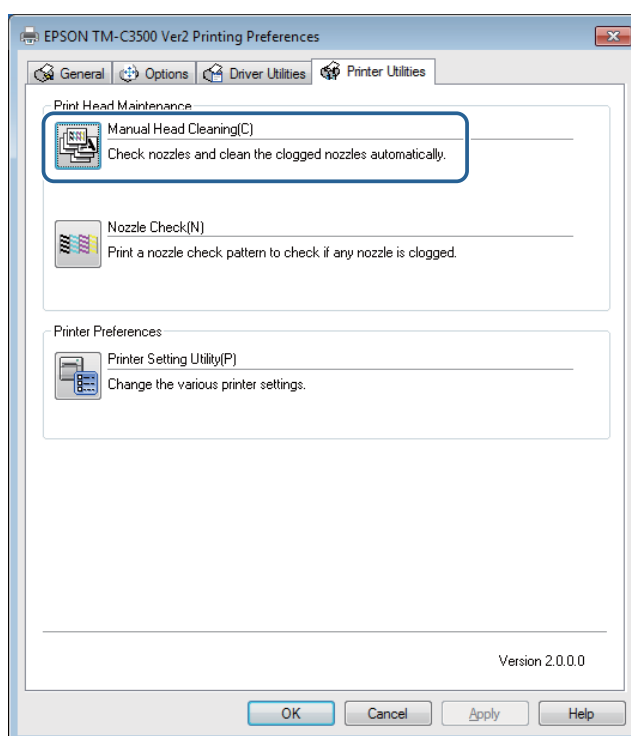 EPSON TM-C3500 Ver2 Printing Preferences
General Options Driver Utilities Printer Utilities
Print Head Maintenance
Manual Head Cleaning(C)
Check nozzles and clean the clogged nozzles automatically.
Nozzle Check(N)
Print a nozzle check pattern to check if any nozzle is clogged.
Printer Preferences
Printer Setting Utility(P)
Change the various printer settings.
Version 2.0.0.0
OK Cancel Apply Help